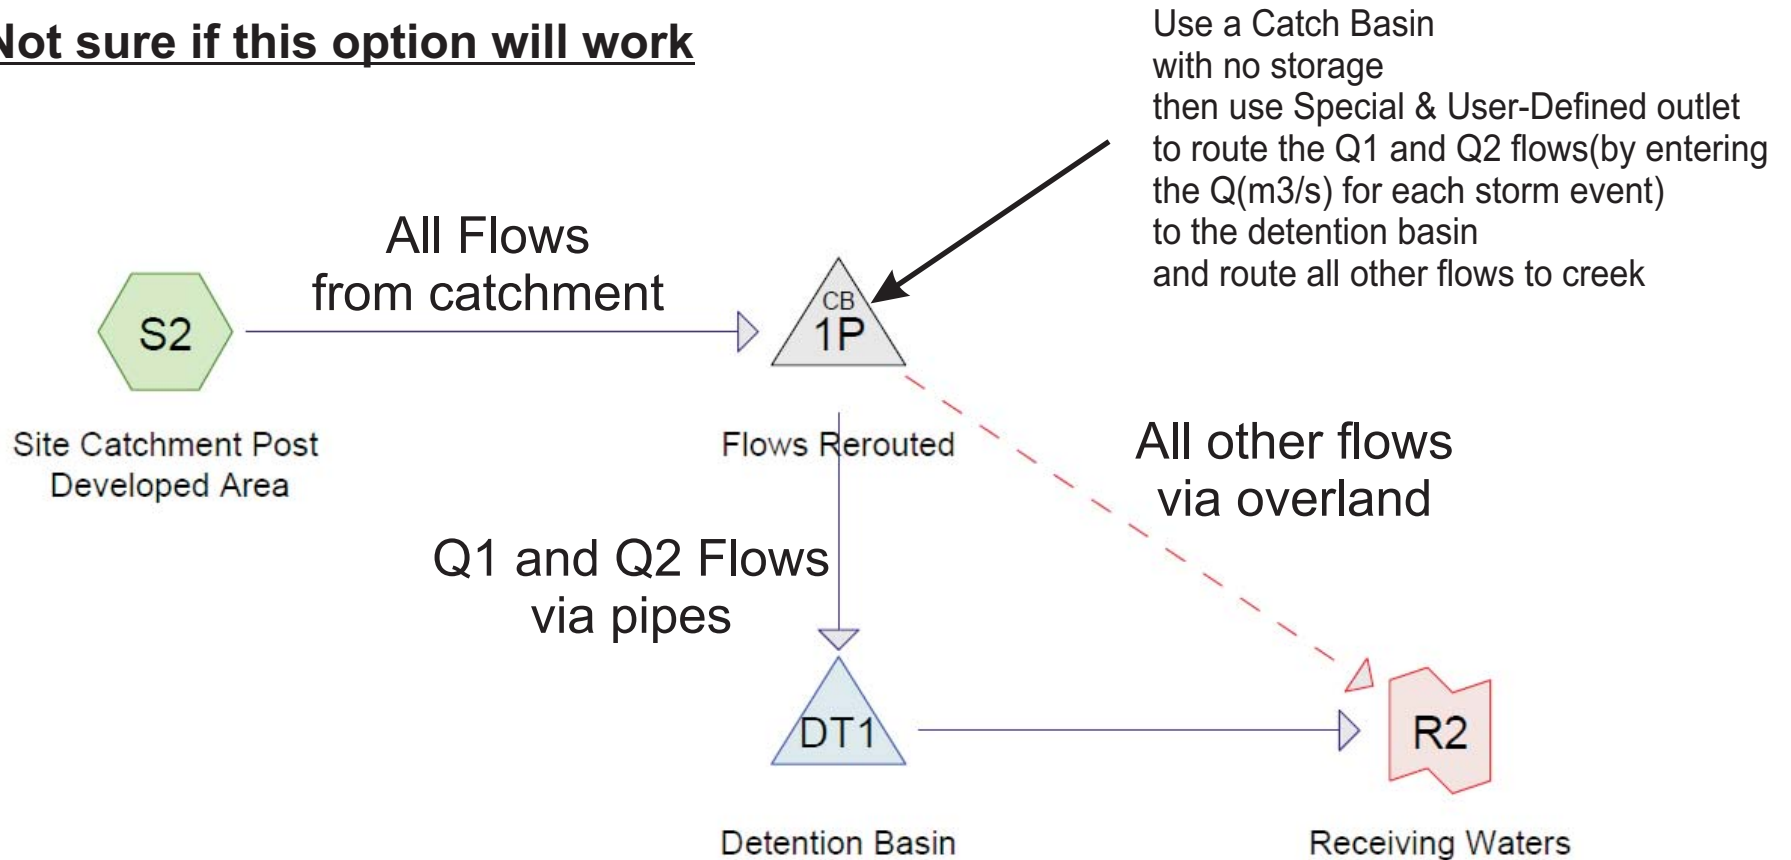 Not sure if this option will work
Use a Catch Basin
with no storage
then use Special & User-Defined outlet
to route the Q1 and Q2 flows(by entering
the Q(m3/s) for each storm event)
to the detention basin
and route all other flows to creek
All Flows
from catchment
S2
CB
1P
Site Catchment Post
Developed Area
Flows Rerouted
All other flows
via overland
Q1 and Q2 Flows
via pipes
DT1
R2
Detention Basin
Receiving Waters